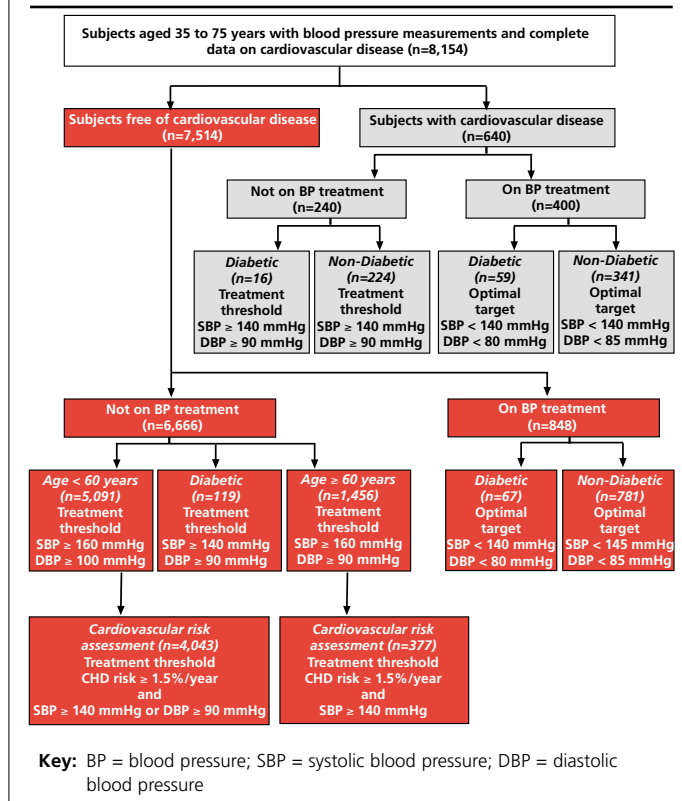 Subjects aged 35 to 75 years with blood pressure measurements and complete
data on cardiovascular disease (n=8,154)
Subjects free of cardiovascular disease
(n=7,514)
Subjects with cardiovascular disease
(n=640)
Not on BP treatment
(n=240)
On BP treatment
(n=400)
Diabetic
(n=16)
Treatment
threshold
SBP ≥ 140 mmHg
DBP ≥ 90 mmHg
Non-Diabetic
(n=224)
Treatment
threshold
SBP ≥ 140 mmHg
DBP ≥ 90 mmHg
Diabetic
(n=59)
Optimal
target
SBP < 140 mmHg
DBP < 80 mmHg
Non-Diabetic
(n=341)
Optimal
target
SBP < 140 mmHg
DBP < 85 mmHg
Not on BP treatment
(n=6,666)
On BP treatment
(n=848)
Age < 60 years
(n=5,091)
Treatment
threshold
SBP ≥ 160 mmHg
DBP ≥ 100 mmHg
Diabetic
(n=119)
Treatment
threshold
SBP ≥ 140 mmHg
DBP ≥ 90 mmHg
Age ≥ 60 years
(n=1,456)
Treatment
threshold
SBP ≥ 160 mmHg
DBP ≥ 90 mmHg
Diabetic
(n=67)
Optimal
target
SBP < 140 mmHg
DBP < 80 mmHg
Non-Diabetic
(n=781)
Optimal
target
SBP < 145 mmHg
DBP < 85 mmHg
Cardiovascular risk
assessment (n=4,043)
Treatment threshold
CHD risk ≥ 1.5%/year
and
SBP ≥ 140 mmHg or DBP ≥ 90 mmHg
Cardiovascular risk
assessment (n=377)
Treatment threshold
CHD risk ≥ 1.5%/year
and
SBP ≥ 140 mmHg
Key: BP = blood pressure; SBP = systolic blood pressure; DBP = diastolic
blood pressure